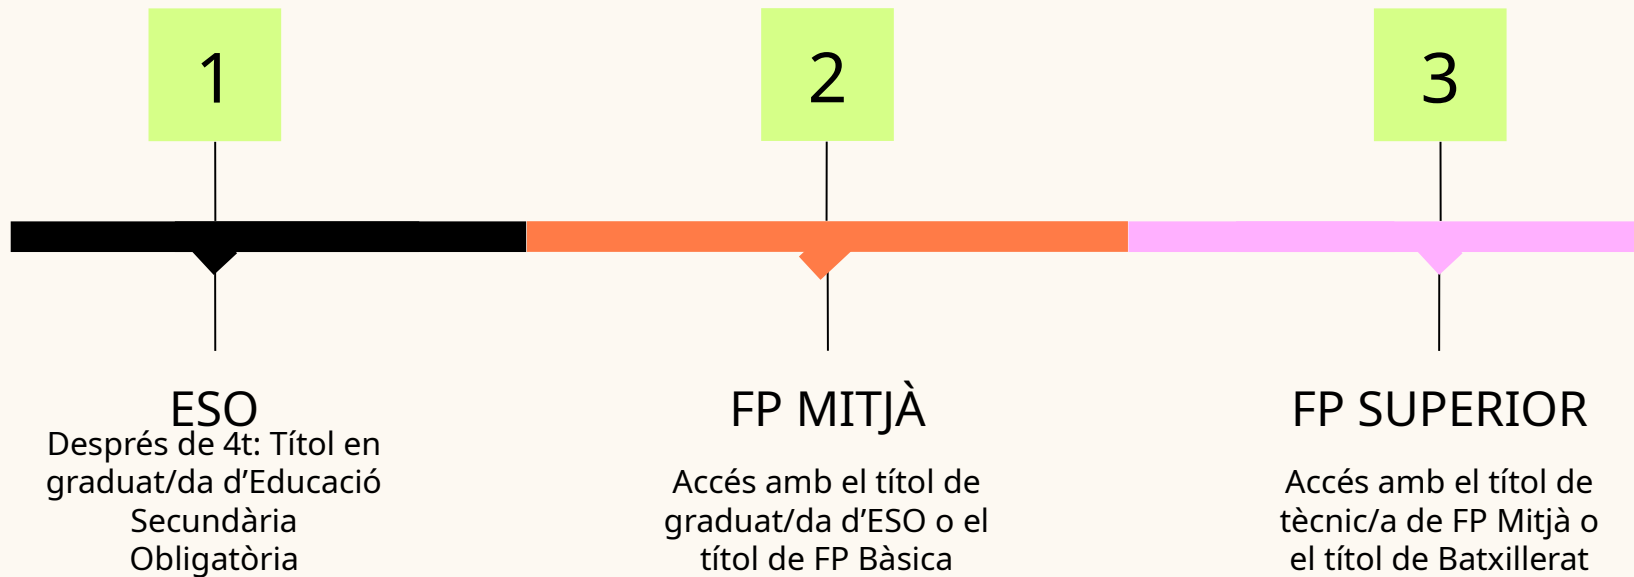 1
2
3
ESO
Després de 4t: Títol en
graduat/da d’Educació
Secundària
Obligatòria
FP MITJÀ
Accés amb el títol de
graduat/da d’ESO o el
títol de FP Bàsica
FP SUPERIOR
Accés amb el títol de
tècnic/a de FP Mitjà o
el títol de Batxillerat